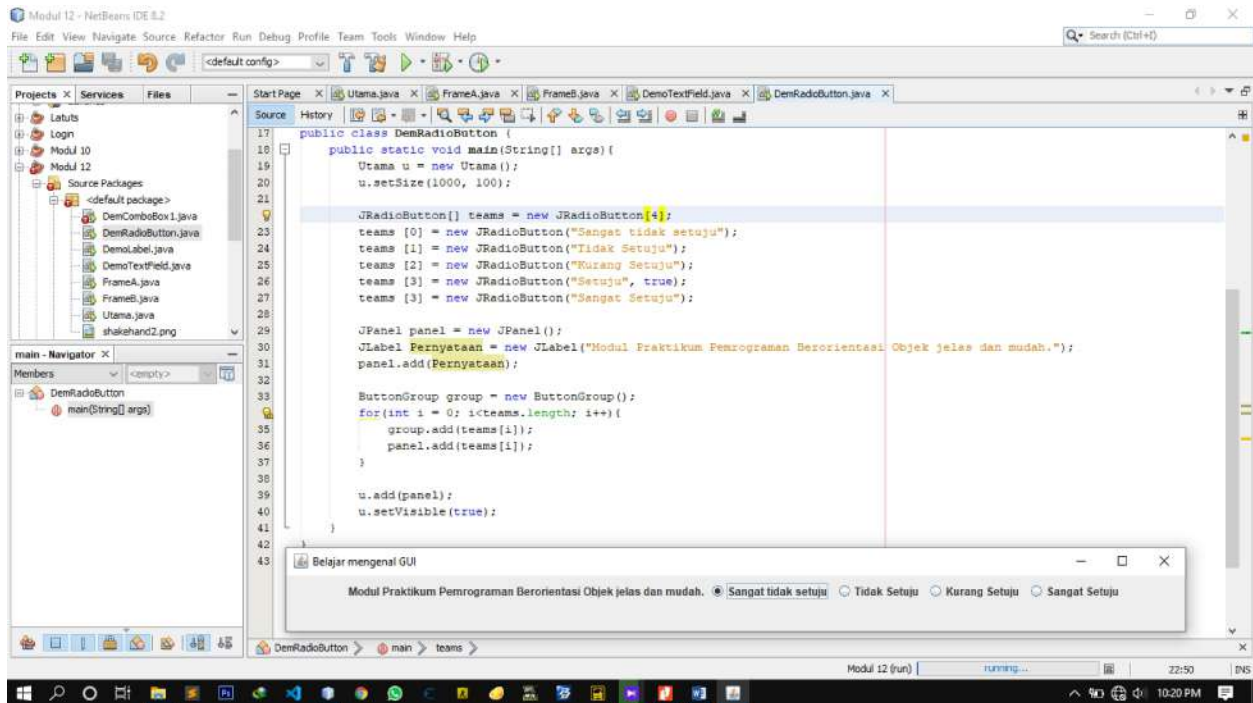 Modul 12 - NetBeans IDE 8.2
File Edit View Navigate Source Refactor Run Debug Profile Team Tools Window Help
Search (Ctrl+I)
<default config>
Projects Services Files
Start Page Utama.java FrameA.java FrameB.java DemoTextField.java DemRadioButton.java
Latuts
Login
Modul 10
Modul 12
Source Packages
<default package>
DemComboBox1.java
DemRadioButton.java
DemoLabel.java
DemoTextField.java
FrameA.java
FrameB.java
Utama.java
shakehand2.png
main - Navigator
Members <empty>
DemRadioButton
main(String[] args)
Source History
17 public class DemRadioButton {
18 public static void main(String[] args){
19 Utama u = new Utama();
20 u.setSize(1000, 100);
21
JRadioButton[] teams = new JRadioButton[4];
23 teams [0] = new JRadioButton("Sangat tidak setuju");
24 teams [1] = new JRadioButton("Tidak Setuju");
25 teams [2] = new JRadioButton("Kurang Setuju");
26 teams [3] = new JRadioButton("Setuju", true);
27 teams [3] = new JRadioButton("Sangat Setuju");
28
29 JPanel panel = new JPanel();
30 JLabel Pernyataan = new JLabel("Modul Praktikum Pemrograman Berorientasi Objek jelas dan mudah.");
31 panel.add(Pernyataan);
32
33 ButtonGroup group = new ButtonGroup();
for(int i = 0; i<teams.length; i++){
35 group.add(teams[i]);
36 panel.add(teams[i]);
37 }
38
39 u.add(panel);
40 u.setVisible(true);
41 }
42 }
43
Belajar mengenal GUI
Modul Praktikum Pemrograman Berorientasi Objek jelas dan mudah. Sangat tidak setuju Tidak Setuju Kurang Setuju Sangat Setuju
DemRadioButton main teams
Modul 12 (run) running... 22:50 INS
10:20 PM